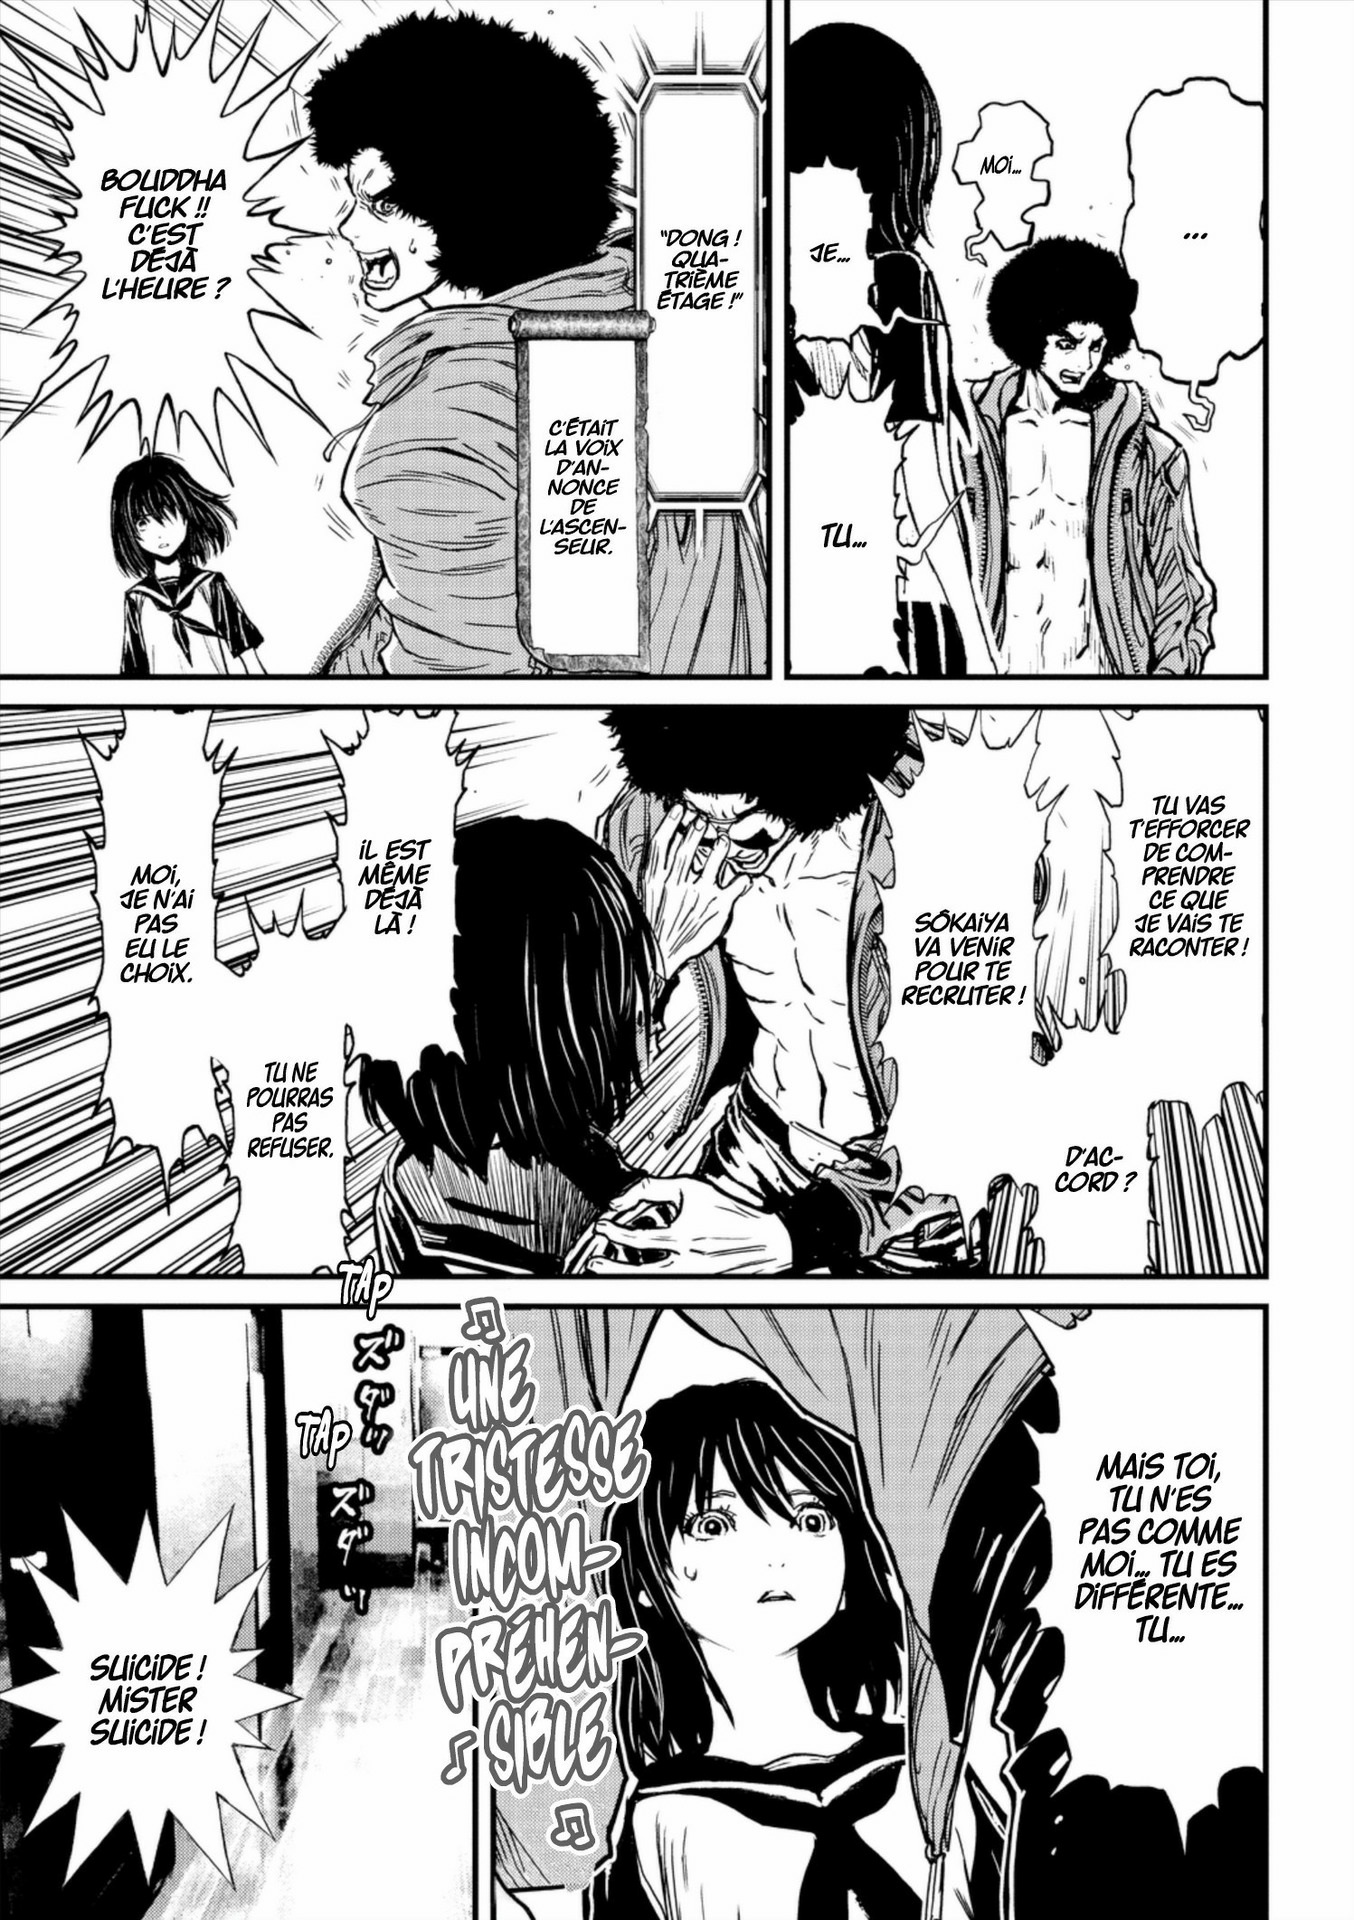 ...
MOI...
JE...
TU...
"DONG !
QUA-
TRIÈME
ÉTAGE !"
C'ÉTAIT
LA VOIX
D'AN-
NONCE
DE
L'ASCEN-
SEUR.
BOUDDHA
FUCK !!
C'EST
DÉJÀ
L'HEURE ?
TU VAS
T'EFFORCER
DE COM-
PRENDRE
CE QUE
JE VAIS TE
RACONTER !
D'AC-
CORD ?
SÔKAIYA
VA VENIR
POUR TE
RECRUTER !
IL EST
MÊME
DÉJÀ
LÀ !
TU NE
POURRAS
PAS
REFUSER.
MOI,
JE N'AI
PAS
EU LE
CHOIX.
MAIS TOI,
TU N'ES
PAS COMME
MOI... TU ES
DIFFÉRENTE...
TU...
♪
UNE
TRISTESSE
INCOM-
PRÉHEN-
SIBLE
♪
♫
TAP
ズダッ
TAP
ズダッ
SUICIDE !
MISTER
SUICIDE !